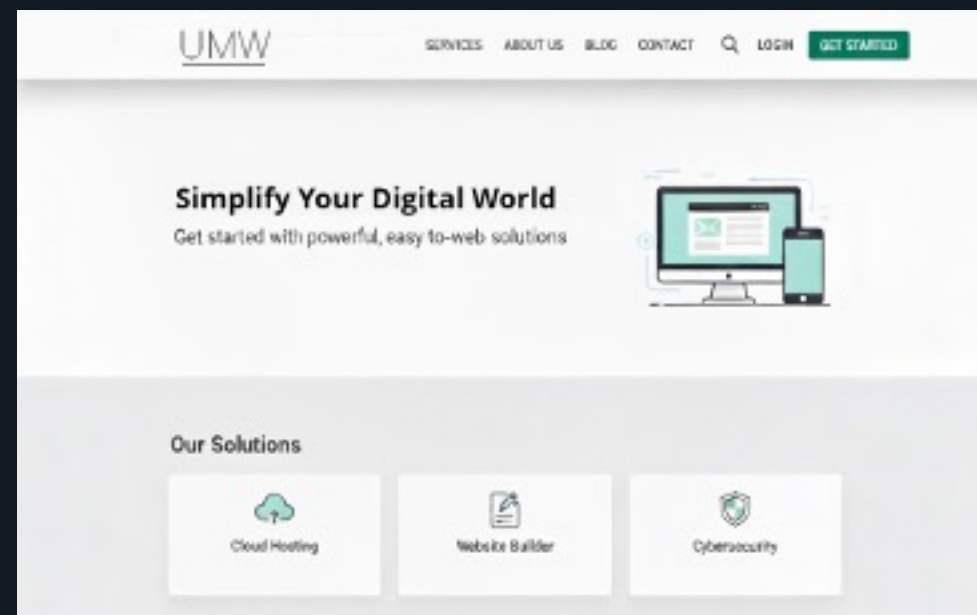 UMW
SERVICES ABOUT US BLOG CONTACT LOGIN GET STARTED
Simplify Your Digital World
Get started with powerful, easy to-web solutions
Our Solutions
Cloud Hosting
Website Builder
Cybersecurity